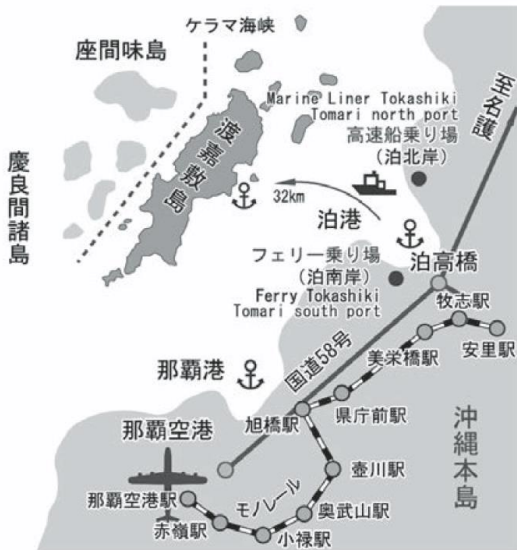 ケラマ海峡
座間味島
慶良間諸島
渡嘉敷島
Marine Liner Tokashiki
Tomari north port
高速船乗り場
(泊北岸)
至名護
32km
泊港
フェリー乗り場
(泊南岸)
Ferry Tokashiki
Tomari south port
泊高橋
牧志駅
安里駅
美栄橋駅
国道58号
那覇港
県庁前駅
旭橋駅
沖縄本島
那覇空港
壺川駅
那覇空港駅
モノレール
奥武山駅
赤嶺駅
小禄駅